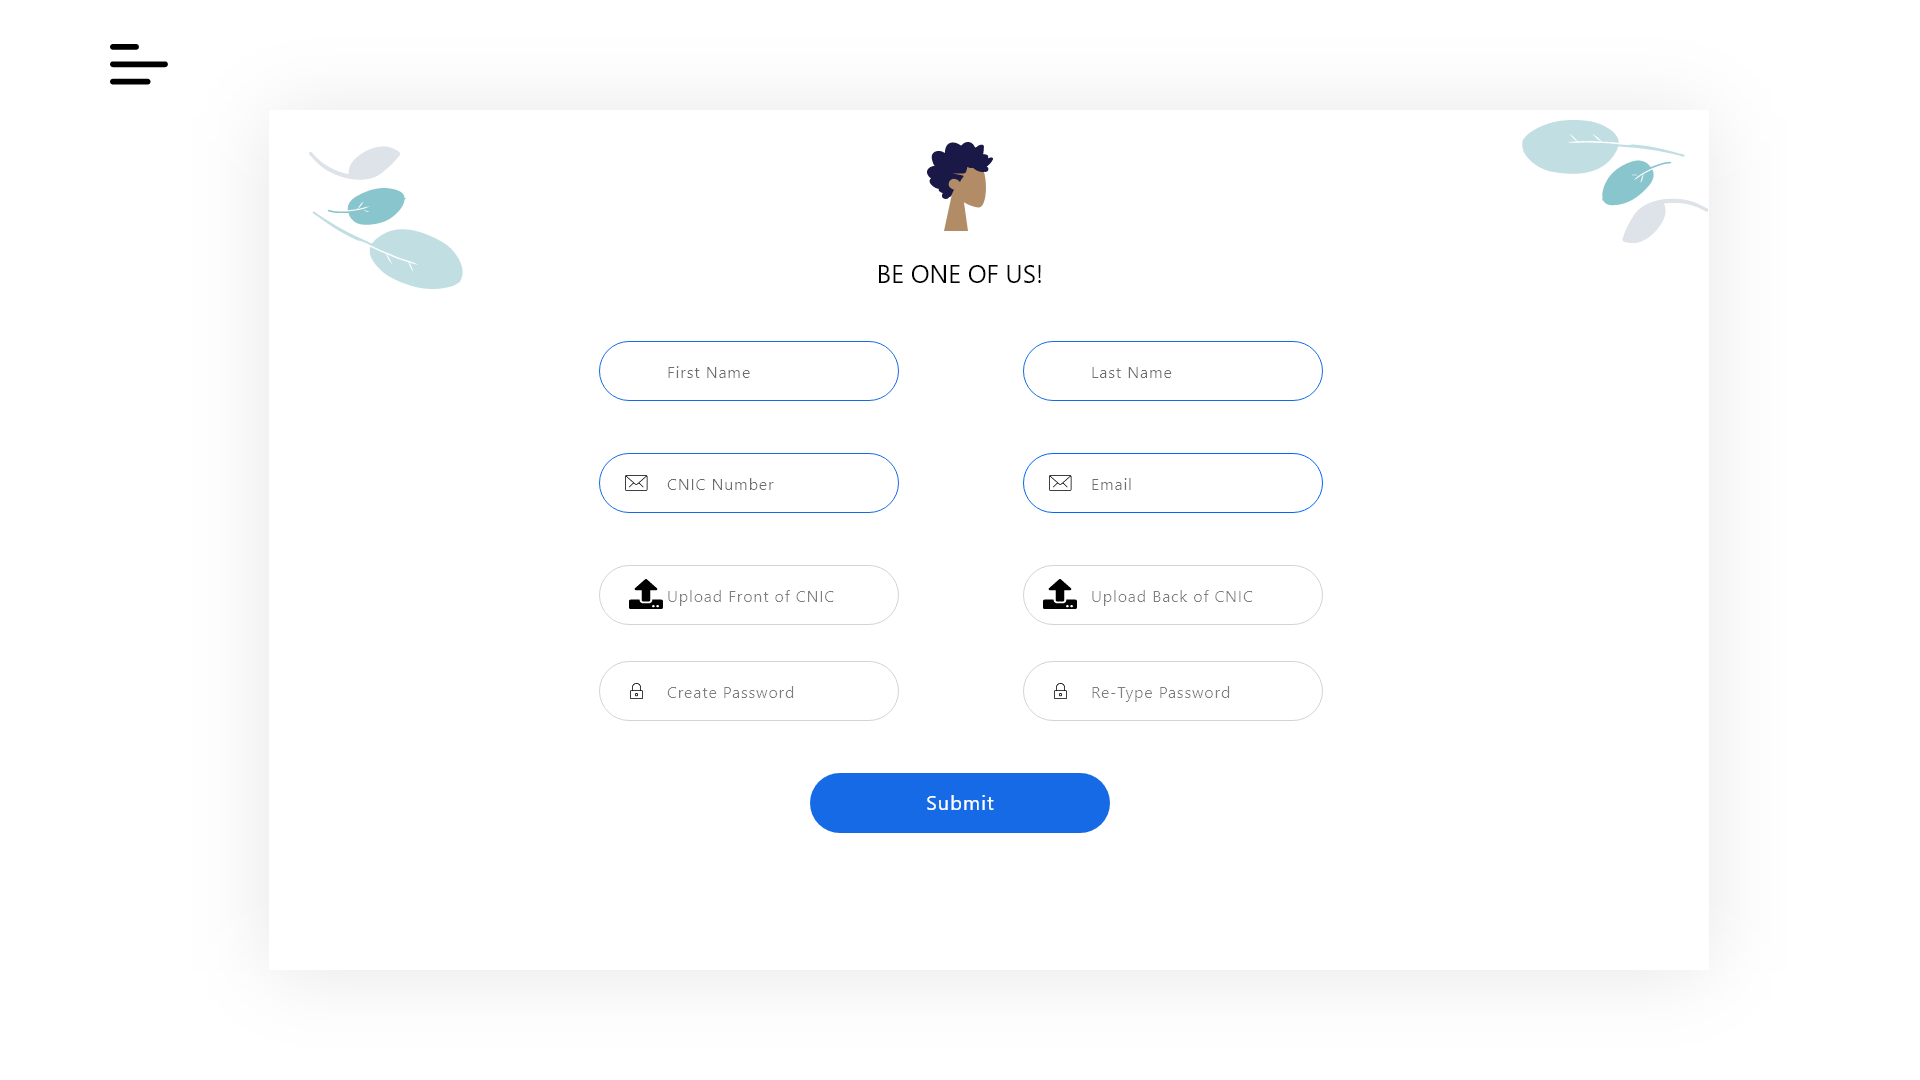 BE ONE OF US!
First Name
Last Name
CNIC Number
Email
Upload Front of CNIC
Upload Back of CNIC
Create Password
Re-Type Password
Submit